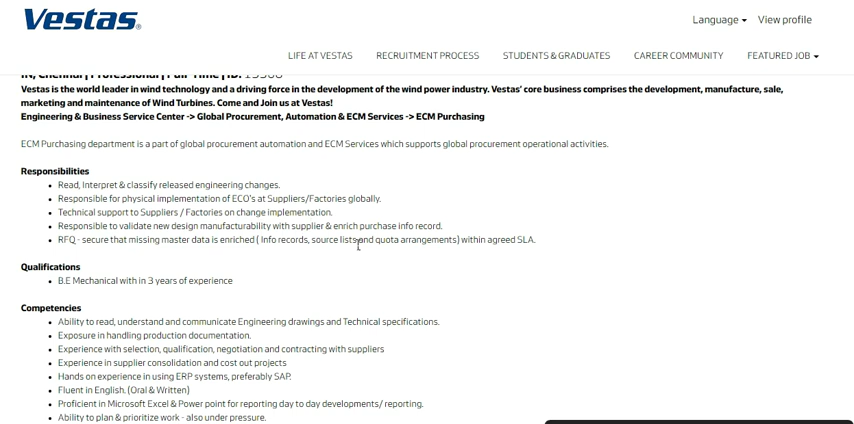 Vestas®
Language
View profile
LIFE AT VESTAS
RECRUITMENT PROCESS
STUDENTS & GRADUATES
CAREER COMMUNITY
FEATURED JOB
IN, Chennai | Professional | Full-Time | ID:
Vestas is the world leader in wind technology and a driving force in the development of the wind power industry. Vestas' core business comprises the development, manufacture, sale,
marketing and maintenance of Wind Turbines. Come and Join us at Vestas!
Engineering & Business Service Center -> Global Procurement, Automation & ECM Services -> ECM Purchasing
ECM Purchasing department is a part of global procurement automation and ECM Services which supports global procurement operational activities.
Responsibilities
• Read, Interpret & classify released engineering changes.
• Responsible for physical implementation of ECO's at Suppliers/Factories globally.
• Technical support to Suppliers / Factories on change implementation.
• Responsible to validate new design manufacturability with supplier & enrich purchase info record.
• RFQ - secure that missing master data is enriched ( Info records, source lists and quota arrangements) within agreed SLA.
Qualifications
• B.E Mechanical with in 3 years of experience
Competencies
• Ability to read, understand and communicate Engineering drawings and Technical specifications.
• Exposure in handling production documentation.
• Experience with selection, qualification, negotiation and contracting with suppliers
• Experience in supplier consolidation and cost out projects
• Hands on experience in using ERP systems, preferably SAP.
• Fluent in English. (Oral & Written)
• Proficient in Microsoft Excel & Power point for reporting day to day developments/ reporting.
• Ability to plan & prioritize work - also under pressure.